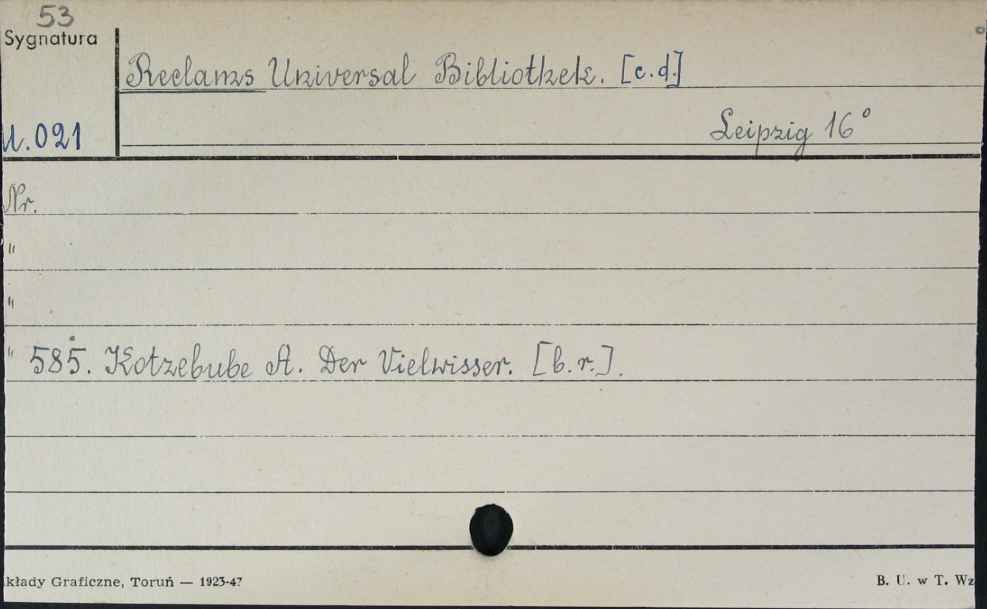 53
Sygnatura
Reclams Universal Bibliothek. [c.d.]
U.021
Leipzig 16°
Nr.
"
"
" 585. Kotzebube A. Der Vielwisser. [b.r.].
kłady Graficzne, Toruń — 1923-47
B. U. w T. Wz